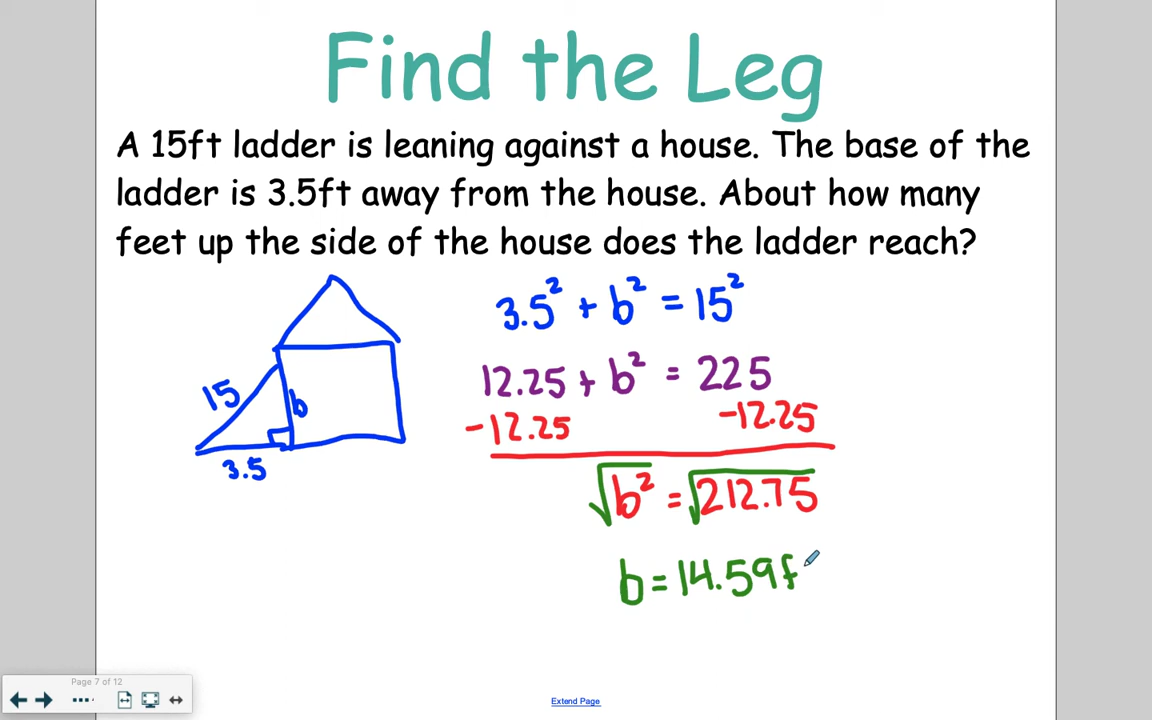 Find the Leg
A 15ft ladder is leaning against a house. The base of the
ladder is 3.5ft away from the house. About how many
feet up the side of the house does the ladder reach?
15
b
3.5
3.5² + b² = 15²
12.25 + b² = 225
-12.25 -12.25
√b² = √212.75
b = 14.59f
Page 7 of 12
Extend Page